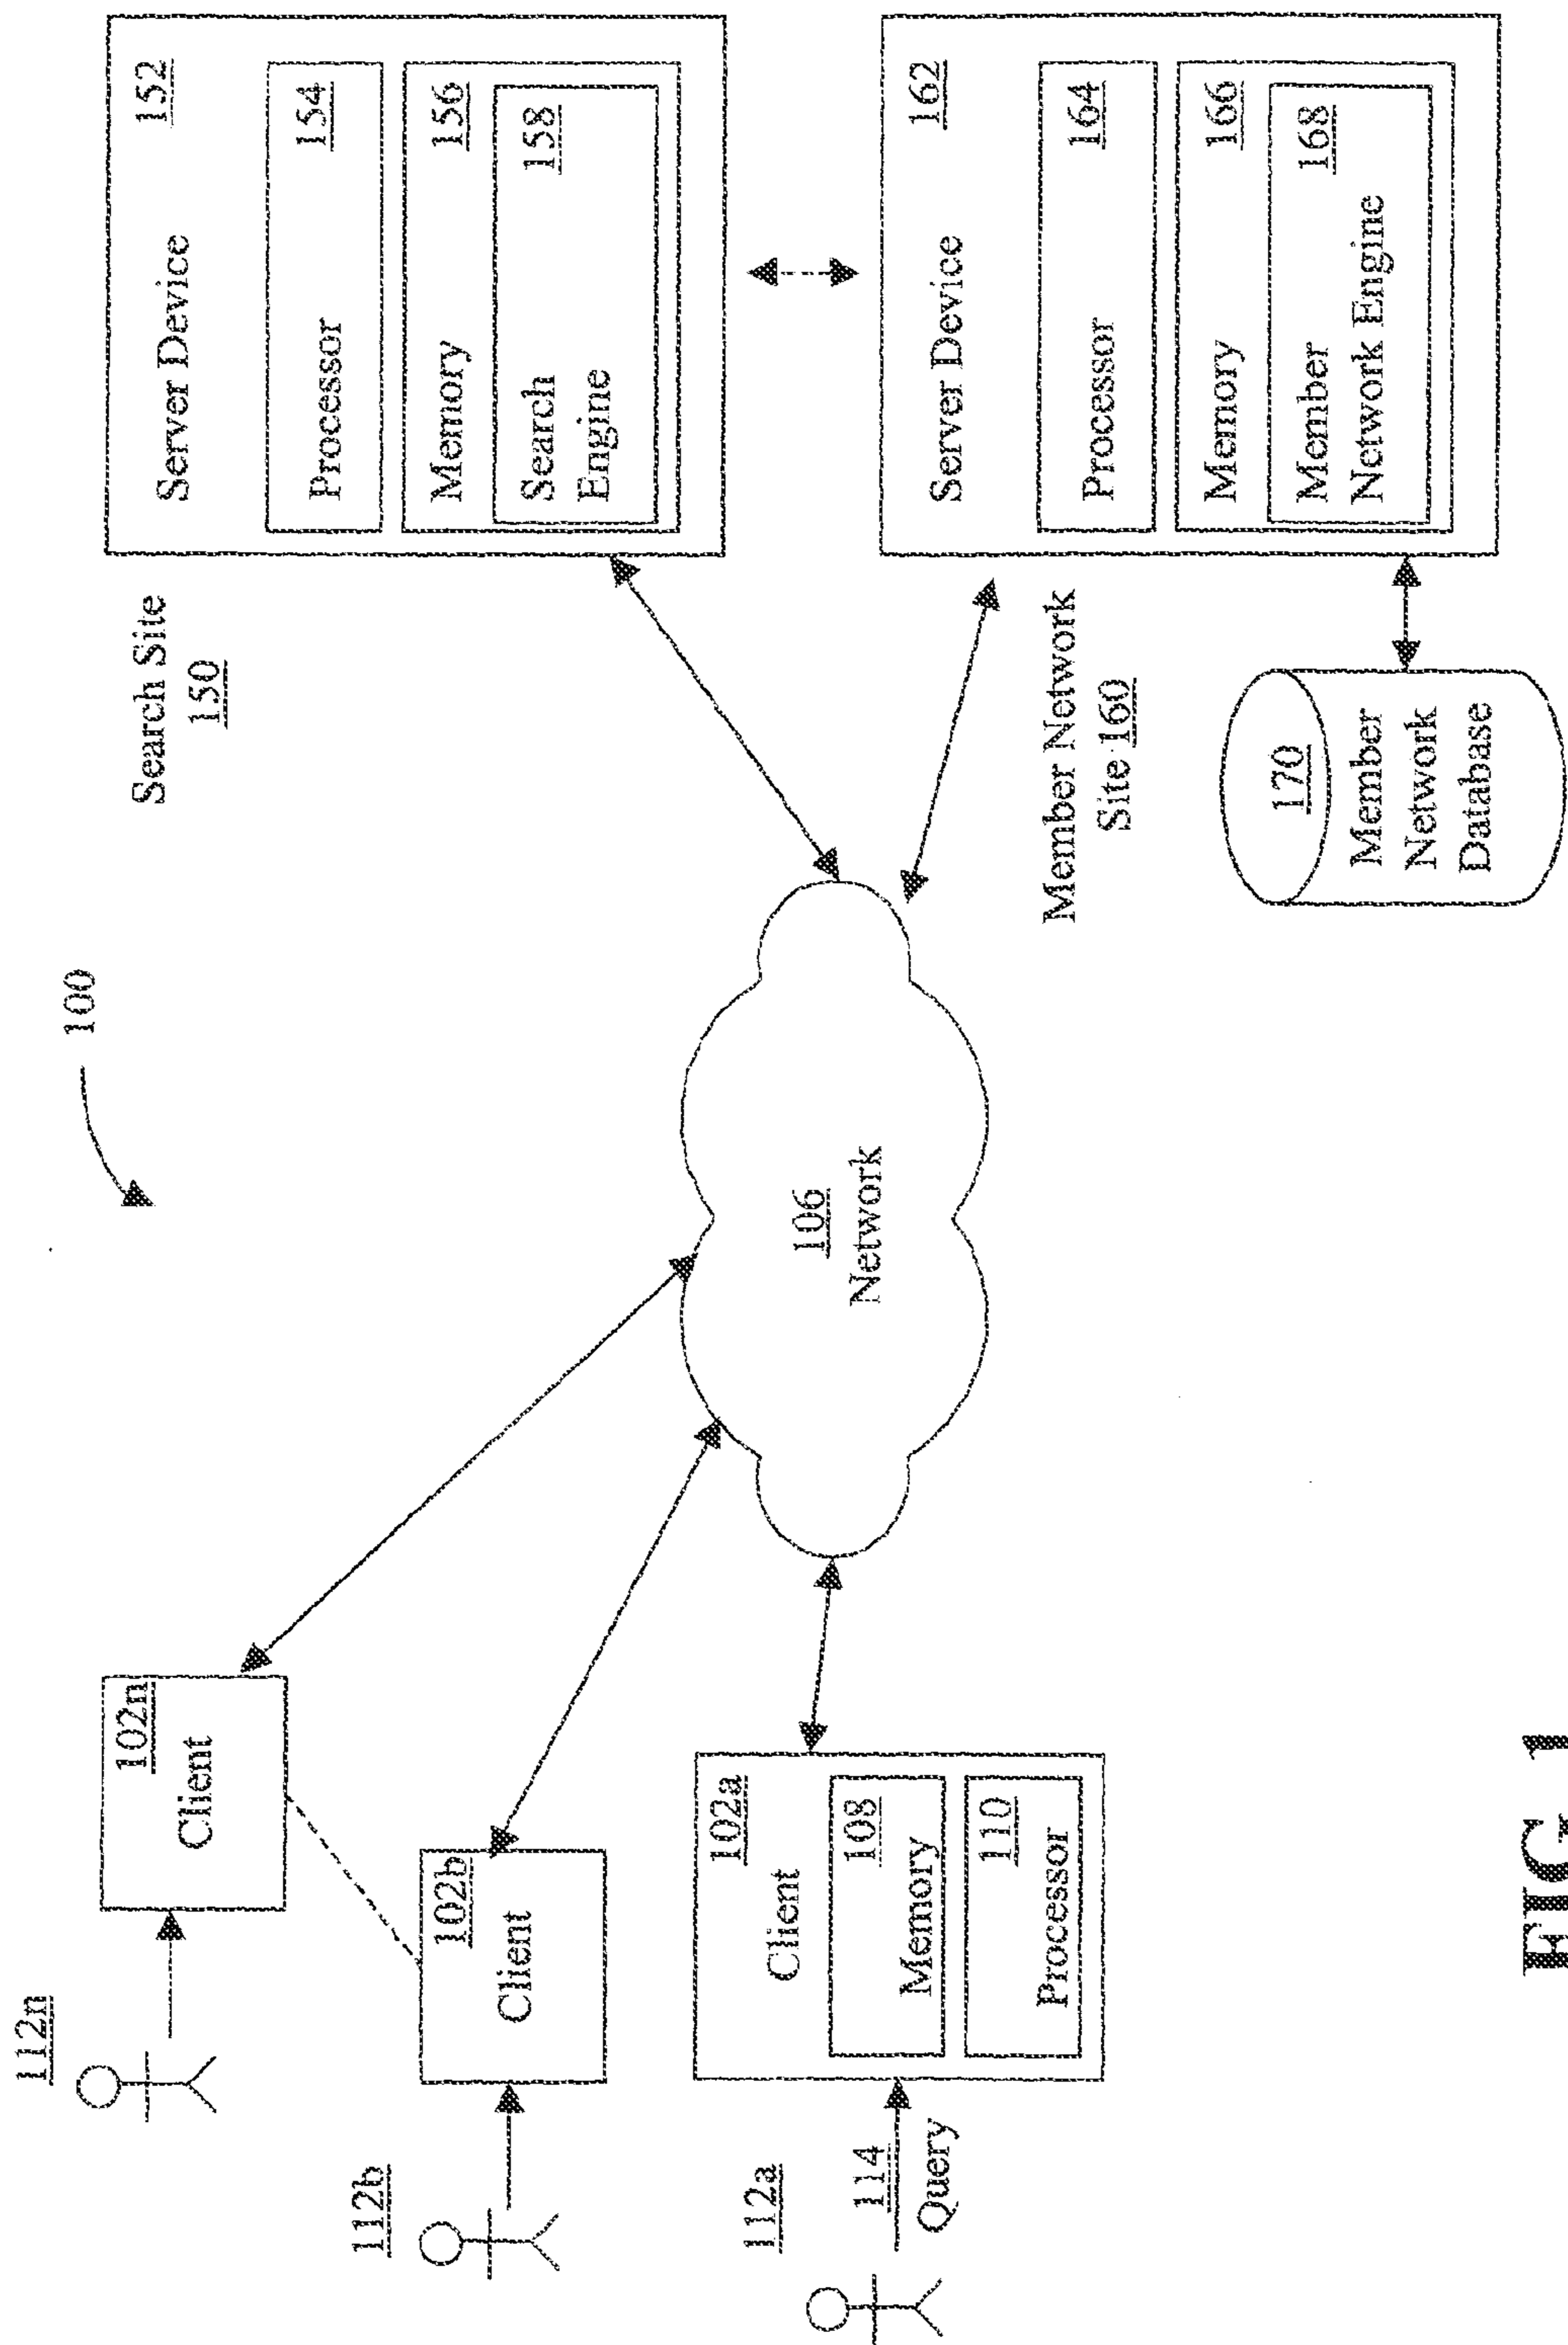 100
112n
102n
Client
112b
102b
Client
112a
114
Query
102a
Client
108
Memory
110
Processor
106
Network
Search Site
150
152
Server Device
154
Processor
156
Memory
158
Search
Engine
Member Network
Site 160
162
Server Device
164
Processor
166
Memory
168
Member
Network Engine
170
Member
Network
Database
FIG 1